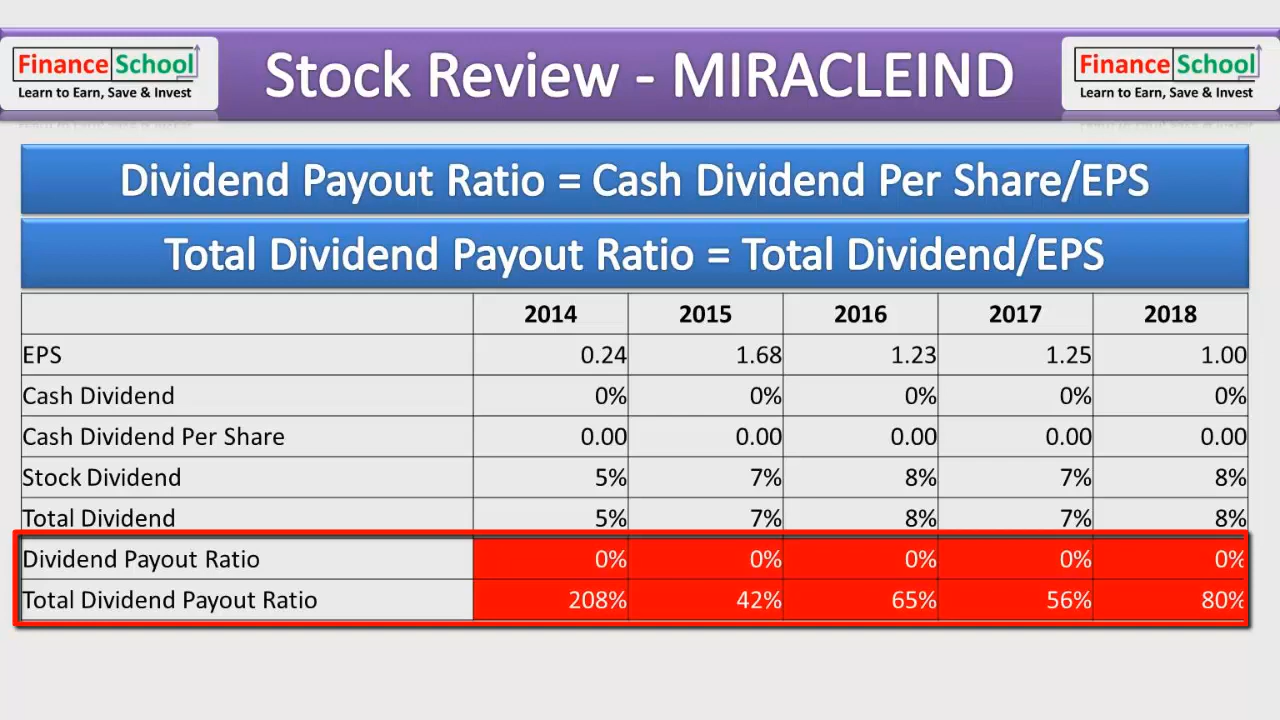 Finance School
Learn to Earn, Save & Invest
Stock Review - MIRACLEIND
Finance School
Learn to Earn, Save & Invest
Dividend Payout Ratio = Cash Dividend Per Share/EPS
Total Dividend Payout Ratio = Total Dividend/EPS
2014 2015 2016 2017 2018
EPS 0.24 1.68 1.23 1.25 1.00
Cash Dividend 0% 0% 0% 0% 0%
Cash Dividend Per Share 0.00 0.00 0.00 0.00 0.00
Stock Dividend 5% 7% 8% 7% 8%
Total Dividend 5% 7% 8% 7% 8%
Dividend Payout Ratio 0% 0% 0% 0% 0%
Total Dividend Payout Ratio 208% 42% 65% 56% 80%